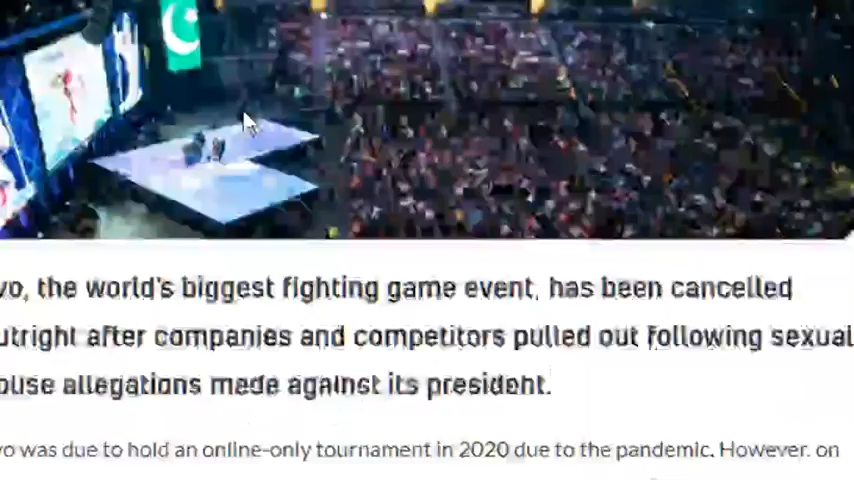 vo, the world's biggest fighting game event, has been cancelled
utright after companies and competitors pulled out following sexual
buse allegations made against its president.
vo was due to hold an online-only tournament in 2020 due to the pandemic. However, on